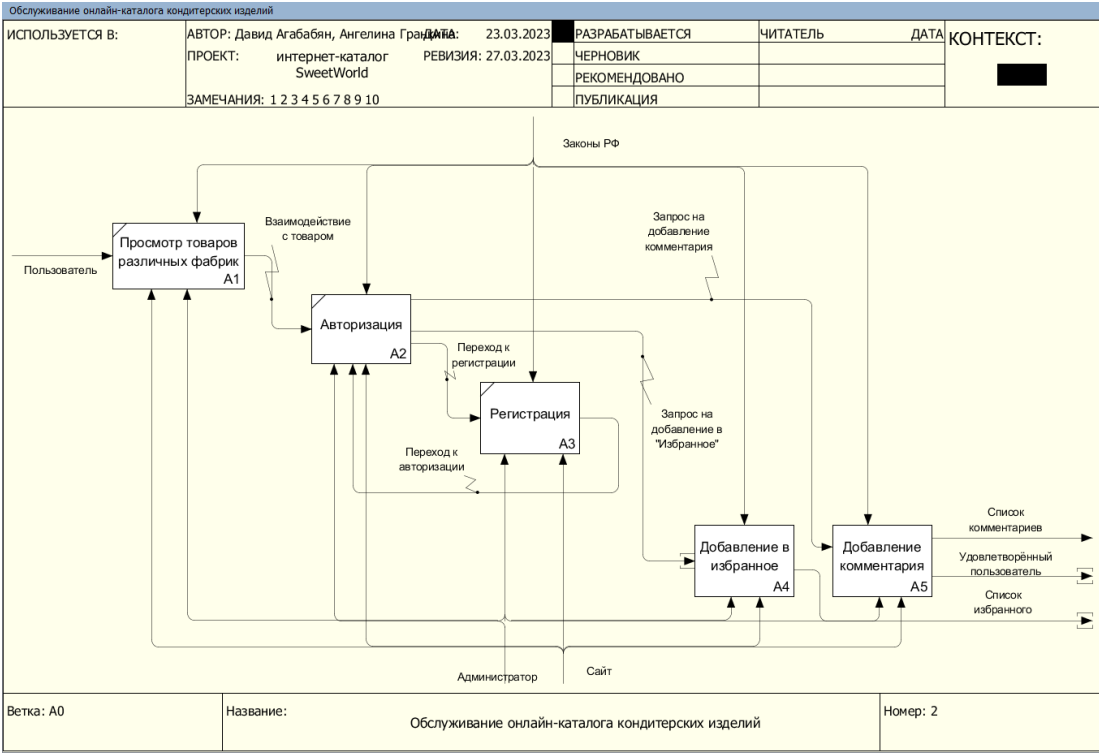 Обслуживание онлайн-каталога кондитерских изделий
ИСПОЛЬЗУЕТСЯ В:
АВТОР: Давид Агабабян, Ангелина
ДАТА: 23.03.2023
ПРОЕКТ: интернет-каталог
SweetWorld
РЕВИЗИЯ: 27.03.2023
ЗАМЕЧАНИЯ: 1 2 3 4 5 6 7 8 9 10
РАЗРАБАТЫВАЕТСЯ
ЧЕРНОВИК
РЕКОМЕНДОВАНО
ПУБЛИКАЦИЯ
ЧИТАТЕЛЬ
ДАТА
КОНТЕКСТ:
Законы РФ
Пользователь
Просмотр товаров
различных фабрик
A1
Взаимодействие
с товаром
Запрос на
добавление
комментария
Авторизация
A2
Переход к
регистрации
Регистрация
A3
Запрос на
добавление в
"Избранное"
Переход к
авторизации
Добавление в
избранное
A4
Добавление
комментария
A5
Список
комментариев
Удовлетворённый
пользователь
Список
избранного
Администратор
Сайт
Ветка: A0
Название:
Обслуживание онлайн-каталога кондитерских изделий
Номер: 2